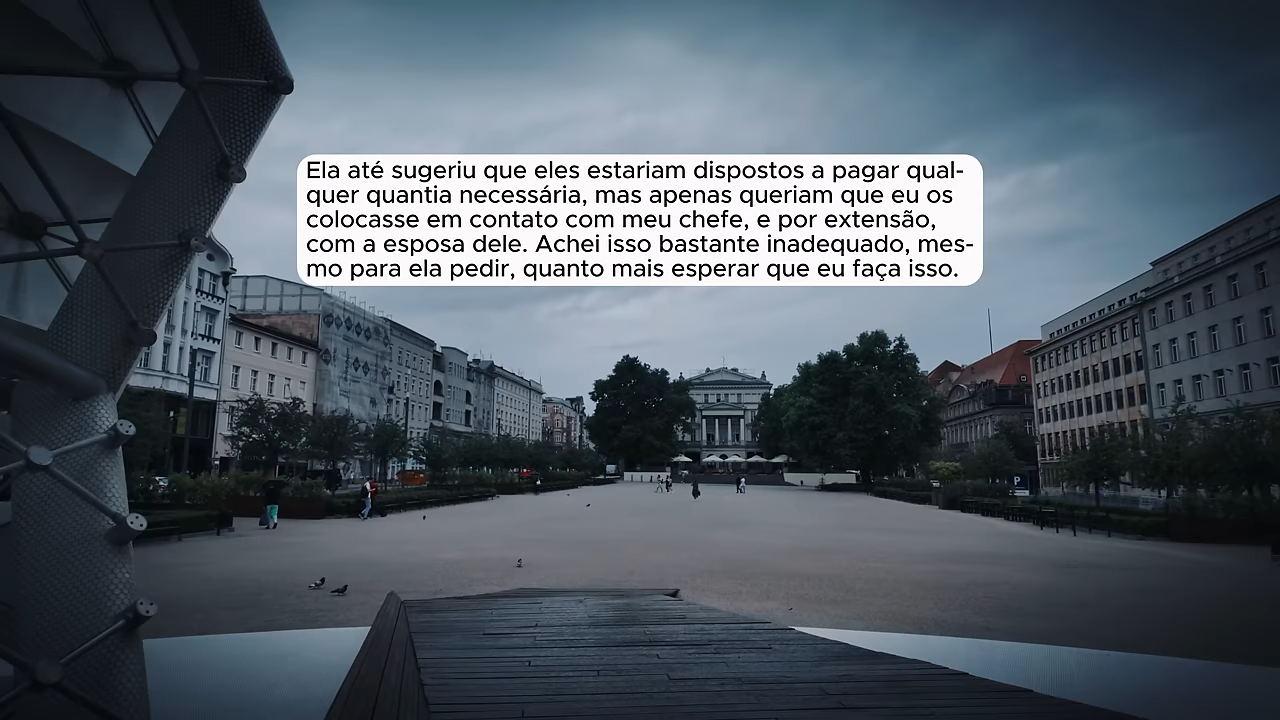 Ela até sugeriu que eles estariam dispostos a pagar qual-
quer quantia necessária, mas apenas queriam que eu os
colocasse em contato com meu chefe, e por extensão,
com a esposa dele. Achei isso bastante inadequado, mes-
mo para ela pedir, quanto mais esperar que eu faça isso.
P